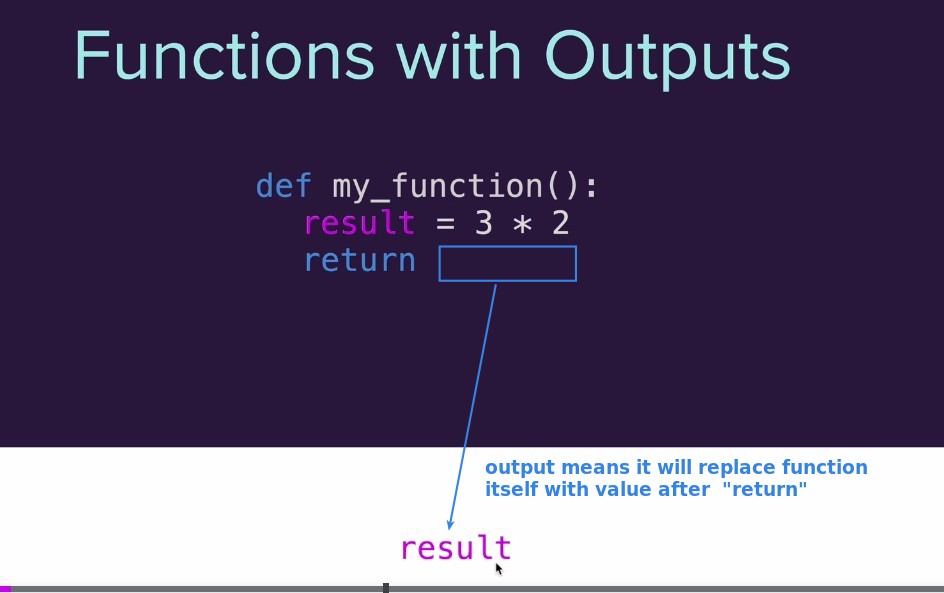 Functions with Outputs
def my_function():
result = 3 * 2
return
output means it will replace function
itself with value after "return"
result